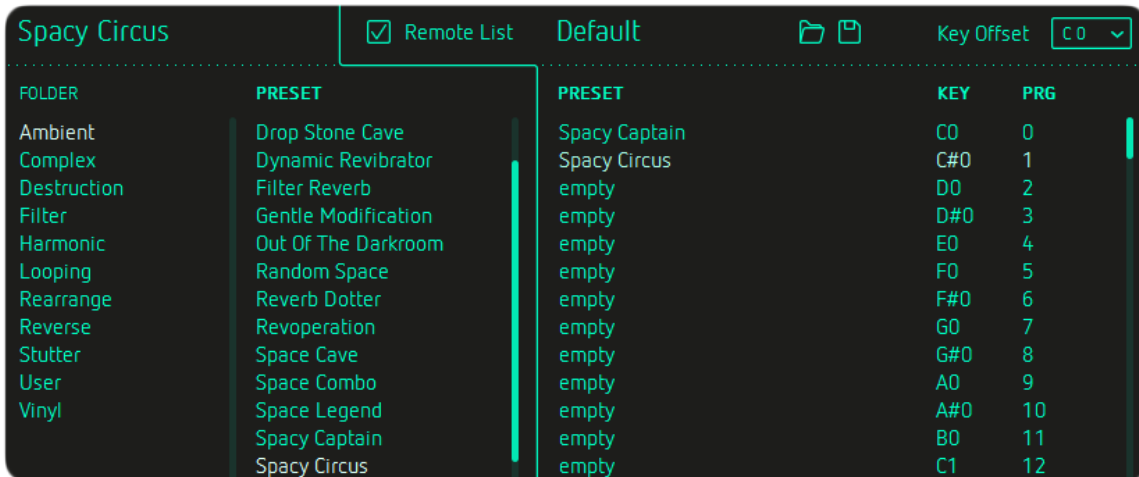 Spacy Circus Remote List Default Key Offset C 0
FOLDER PRESET PRESET KEY PRG
Ambient Drop Stone Cave Spacy Captain C0 0
Complex Dynamic Revibrator Spacy Circus C#0 1
Destruction Filter Reverb empty D0 2
Filter Gentle Modification empty D#0 3
Harmonic Out Of The Darkroom empty E0 4
Looping Random Space empty F0 5
Rearrange Reverb Dotter empty F#0 6
Reverse Revoperation empty G0 7
Stutter Space Cave empty G#0 8
User Space Combo empty A0 9
Vinyl Space Legend empty A#0 10
Spacy Captain empty B0 11
Spacy Circus empty C1 12